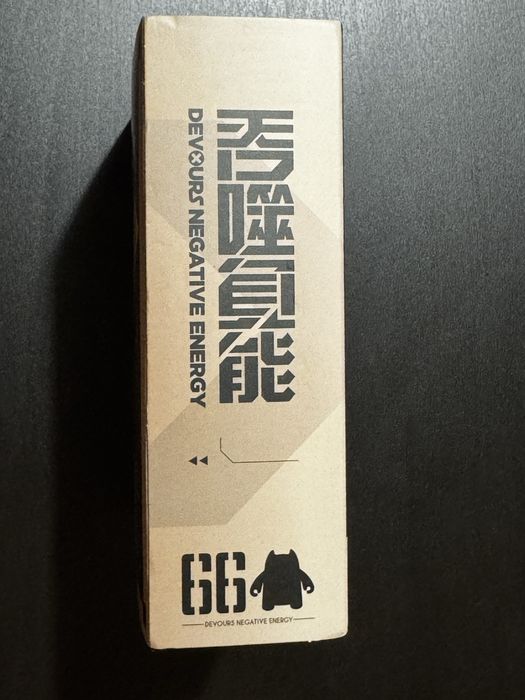 吞噬負能
DEVOURS NEGATIVE ENERGY
66
DEVOURS NEGATIVE ENERGY